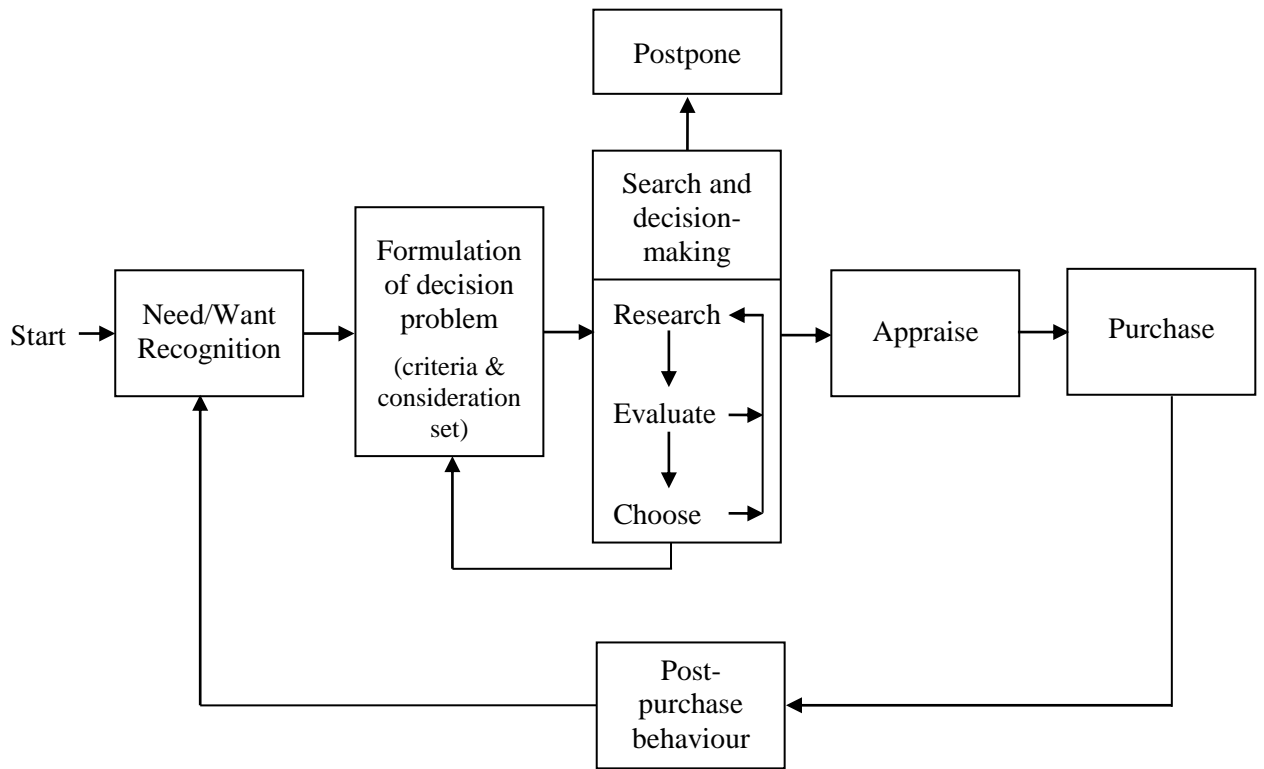 Postpone
Search and
decision-
making
Formulation
of decision
problem
(criteria &
consideration
set)
Start
Need/Want
Recognition
Research
Evaluate
Choose
Appraise
Purchase
Post-
purchase
behaviour